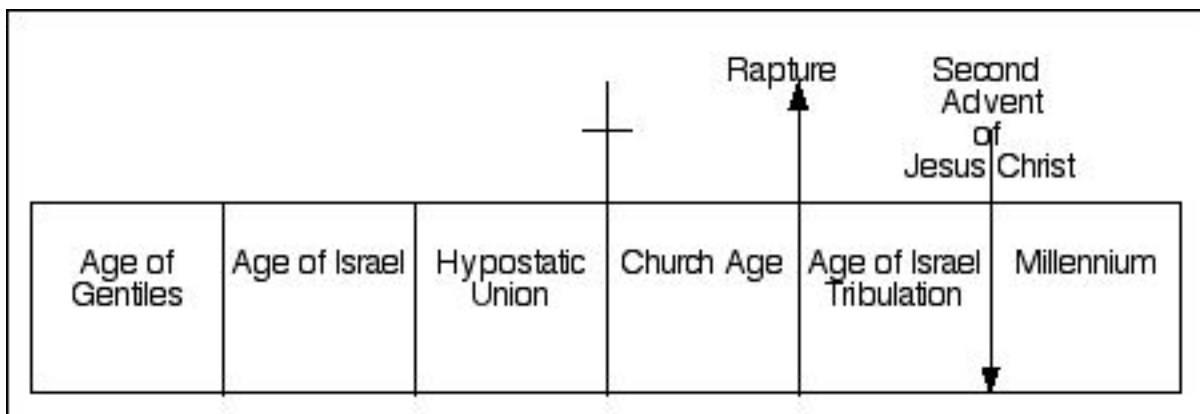 Rapture
Second
Advent
of
Jesus Christ
Age of
Gentiles
Age of Israel
Hypostatic
Union
Church Age
Age of Israel
Tribulation
Millennium